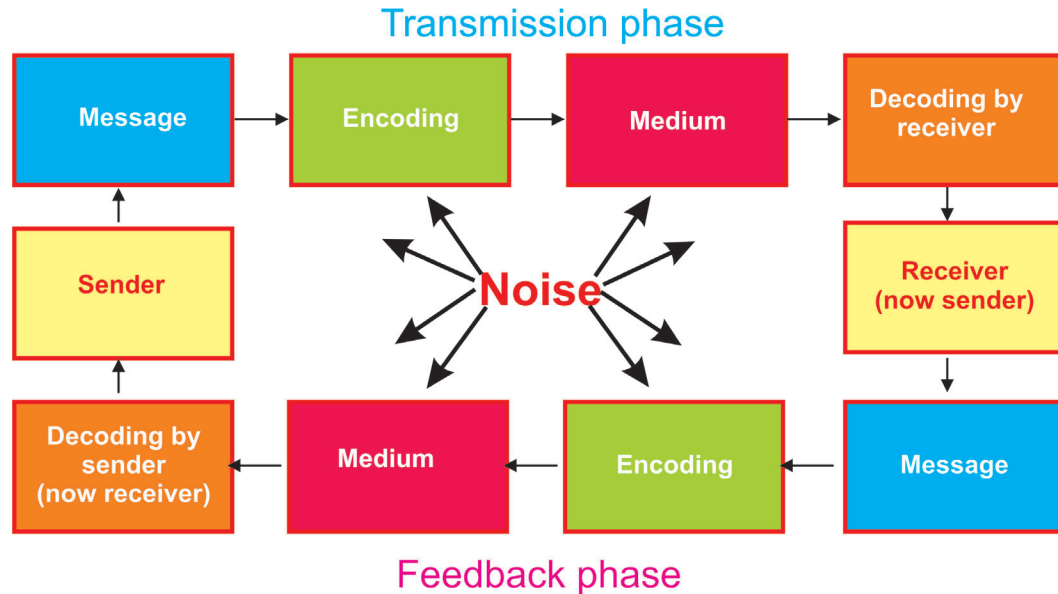 Transmission phase
Message
Encoding
Medium
Decoding by
receiver
Sender
Noise
Receiver
(now sender)
Decoding by
sender
(now receiver)
Medium
Encoding
Message
Feedback phase